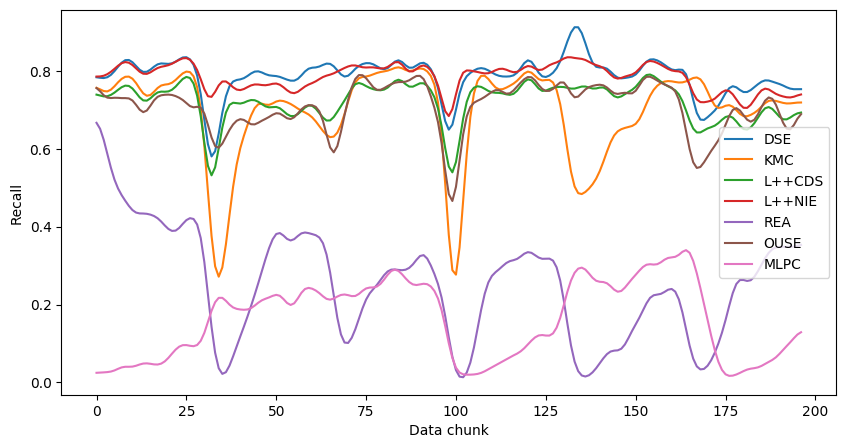 0.8
0.6
0.4
0.2
0.0
Recall
0
25
50
75
100
125
150
175
200
Data chunk
DSE
KMC
L++CDS
L++NIE
REA
OUSE
MLPC